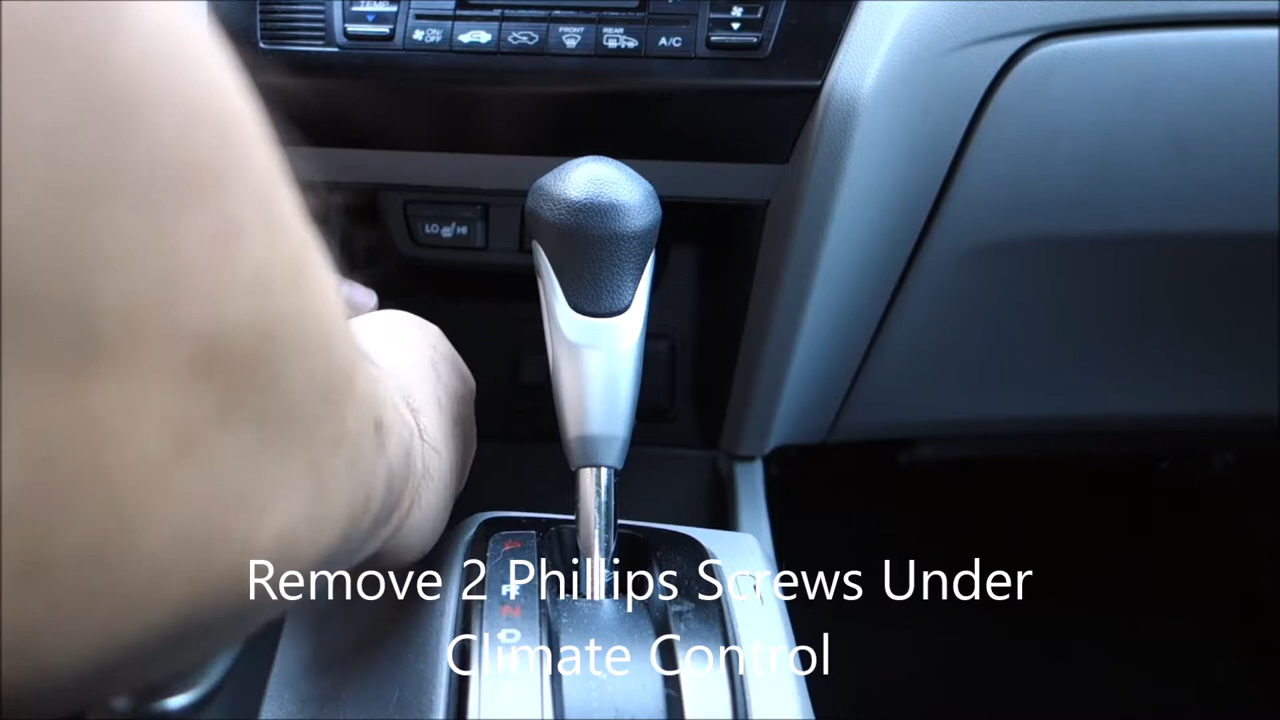 TEMP
ON/OFF
FRONT
REAR
A/C
LO HI
R
N
D
Remove 2 Phillips Screws Under
Climate Control